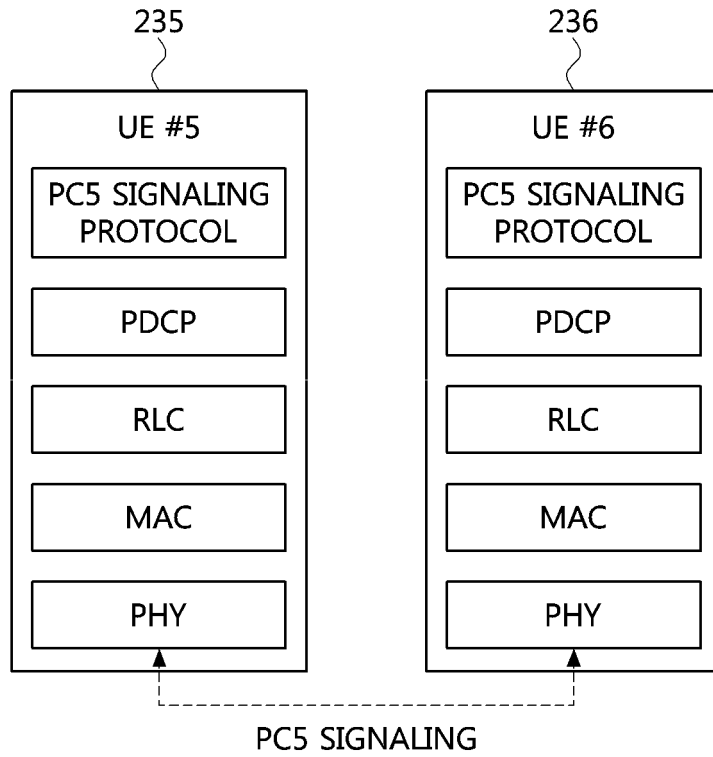 235
236
UE #5
UE #6
PC5 SIGNALING
PROTOCOL
PC5 SIGNALING
PROTOCOL
PDCP
PDCP
RLC
RLC
MAC
MAC
PHY
PHY
PC5 SIGNALING